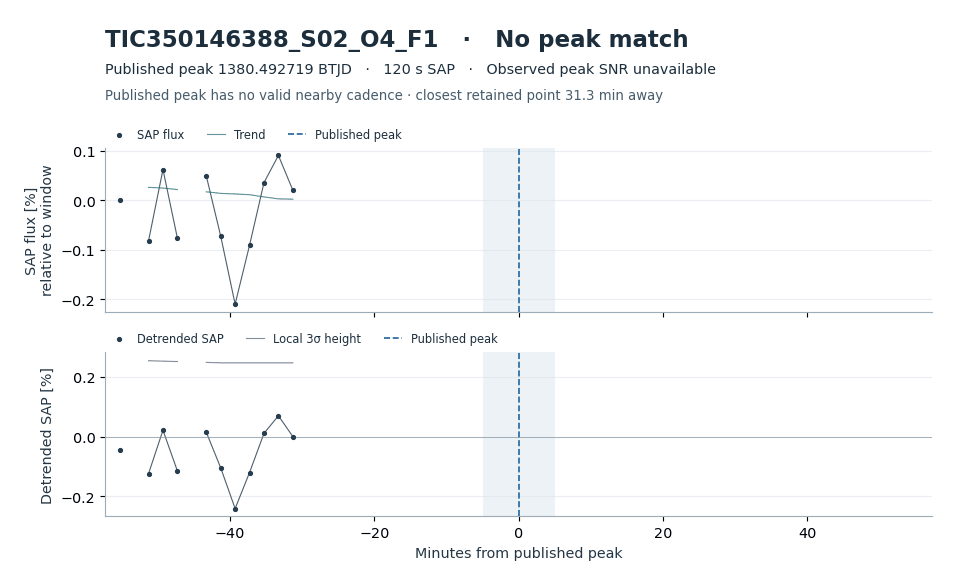 TIC350146388_S02_O4_F1 · No peak match
Published peak 1380.492719 BTJD · 120 s SAP · Observed peak SNR unavailable
Published peak has no valid nearby cadence · closest retained point 31.3 min away
SAP flux Trend Published peak
0.1
0.0
−0.1
−0.2
SAP flux [%]
relative to window
Detrended SAP Local 3σ height Published peak
0.2
0.0
−0.2
Detrended SAP [%]
−40 −20 0 20 40
Minutes from published peak